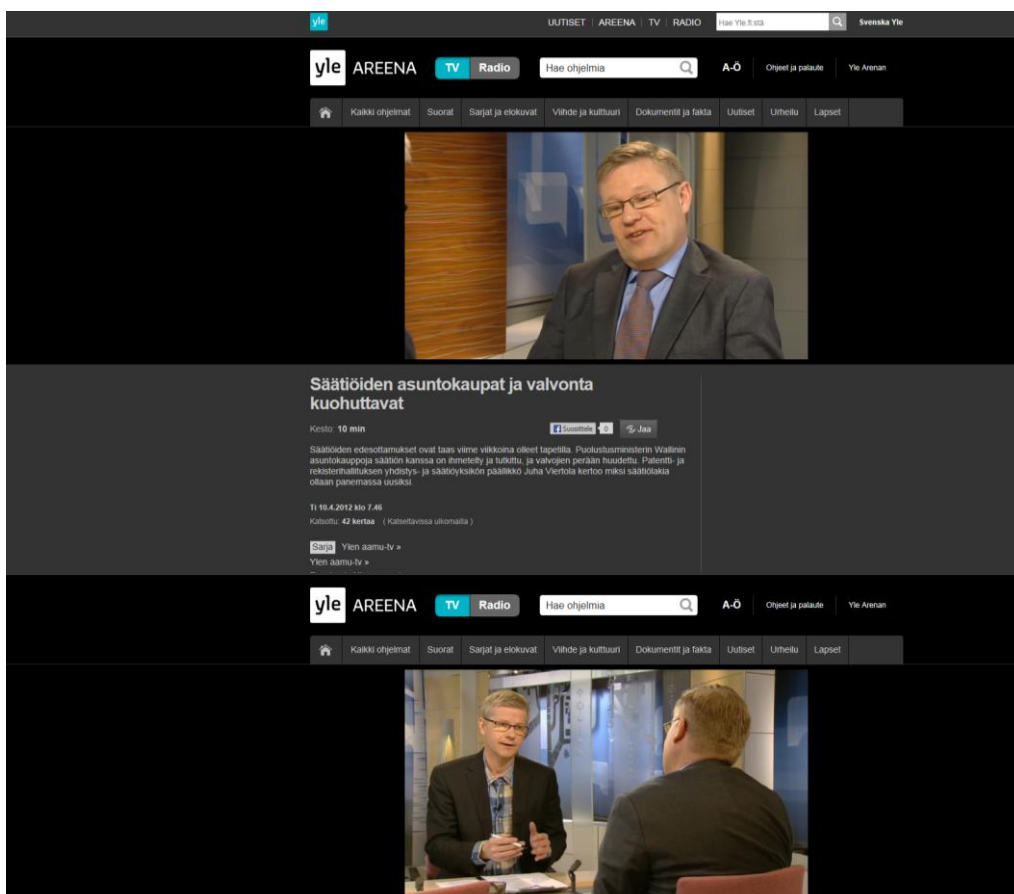 yle UUTISET | AREENA | TV | RADIO Hae Yle.fi:stä Svenska Yle
yle AREENA TV Radio Hae ohjelmia A-Ö Ohjeet ja palaute Yle Arenan
Kaikki ohjelmat Suorat Sarjat ja elokuvat Viihde ja kulttuuri Dokumentit ja fakta Uutiset Urheilu Lapset
Säätiöiden asuntokaupat ja valvonta
kuohuttavat
Kesto: 10 min Suosittele 0 Jaa
Säätiöiden edesottamukset ovat taas viime viikkoina olleet tapetilla. Puolustusministerin Wallinin
asuntokauppoja säätiön kanssa on ihmetelty ja tutkittu, ja valvojien perään huudettu. Patentti- ja
rekisterihallituksen yhdistys- ja säätiöyksikön päällikkö Juha Viertola kertoo miksi säätiölakia
ollaan panemassa uusiksi.
Ti 10.4.2012 klo 7.46
Katsottu: 42 kertaa ( Katseltavissa ulkomailla )
Sarja Ylen aamu-tv »
Ylen aamu-tv »
yle AREENA TV Radio Hae ohjelmia A-Ö Ohjeet ja palaute Yle Arenan
Kaikki ohjelmat Suorat Sarjat ja elokuvat Viihde ja kulttuuri Dokumentit ja fakta Uutiset Urheilu Lapset